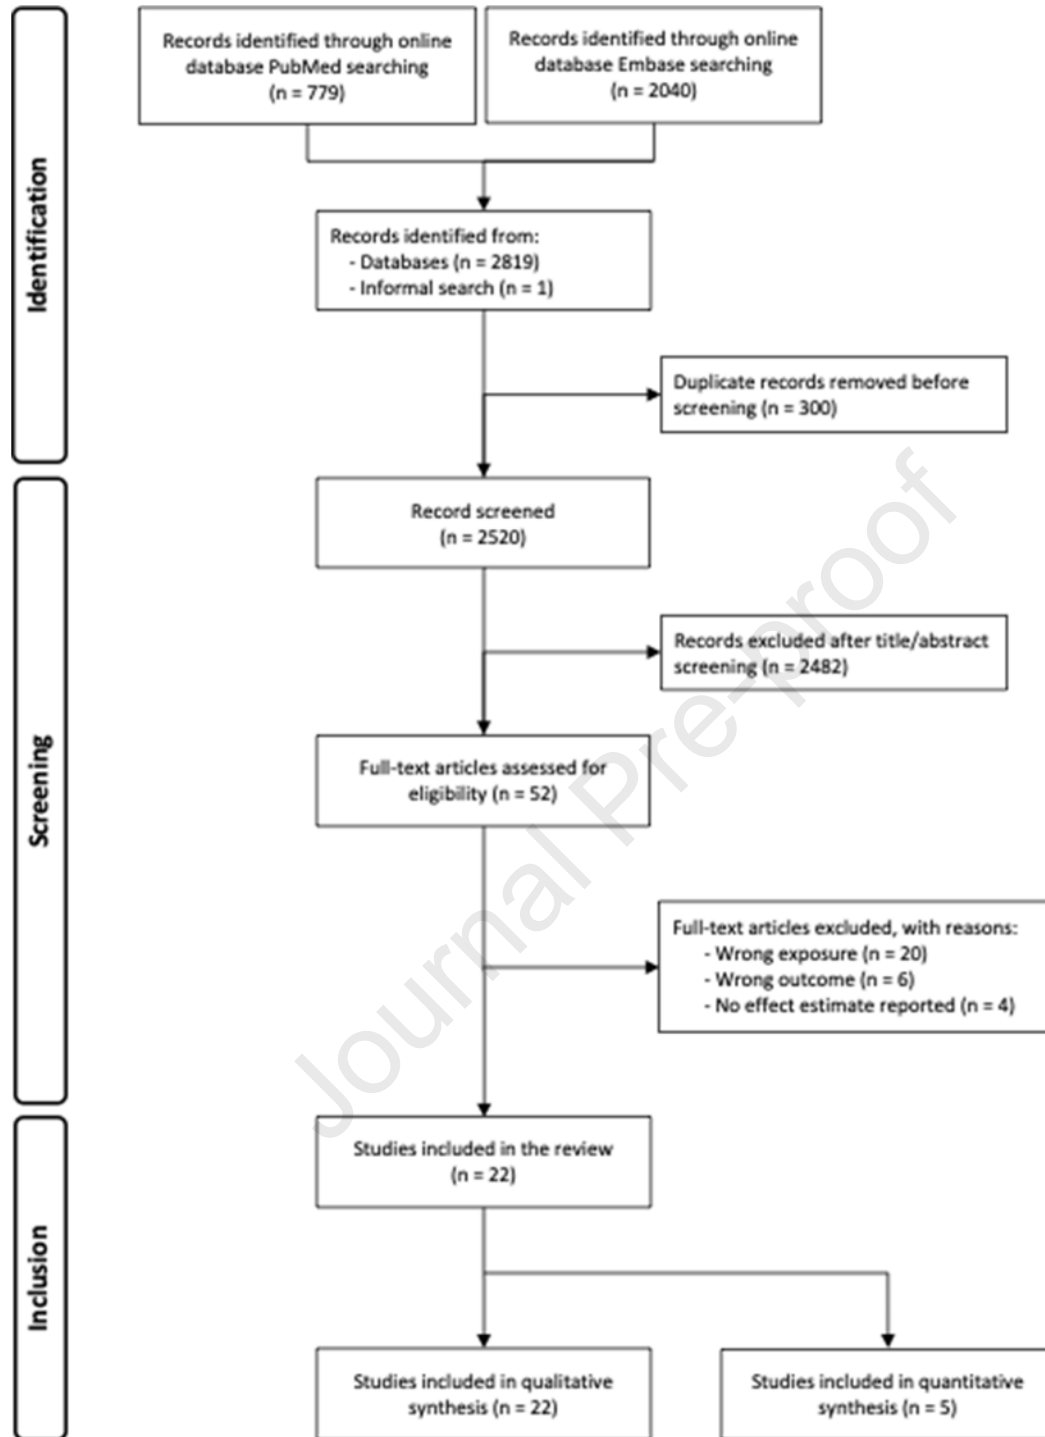 Identification
Records identified through online
database PubMed searching
(n = 779)
Records identified through online
database Embase searching
(n = 2040)
Records identified from:
- Databases (n = 2819)
- Informal search (n = 1)
Duplicate records removed before
screening (n = 300)
Screening
Record screened
(n = 2520)
Records excluded after title/abstract
screening (n = 2482)
Full-text articles assessed for
eligibility (n = 52)
Full-text articles excluded, with reasons:
- Wrong exposure (n = 20)
- Wrong outcome (n = 6)
- No effect estimate reported (n = 4)
Inclusion
Studies included in the review
(n = 22)
Studies included in qualitative
synthesis (n = 22)
Studies included in quantitative
synthesis (n = 5)
Journal Pre-proof